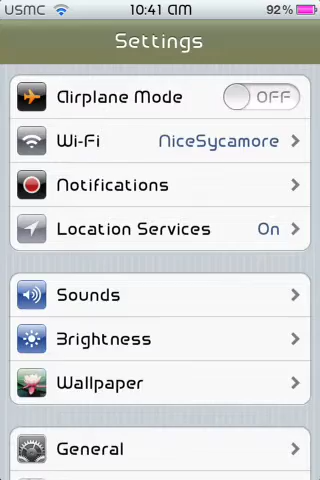 USMC 10:41 AM 92%
Settings
Airplane Mode OFF
Wi-Fi NiceSycamore
Notifications
Location Services On
Sounds
Brightness
Wallpaper
General